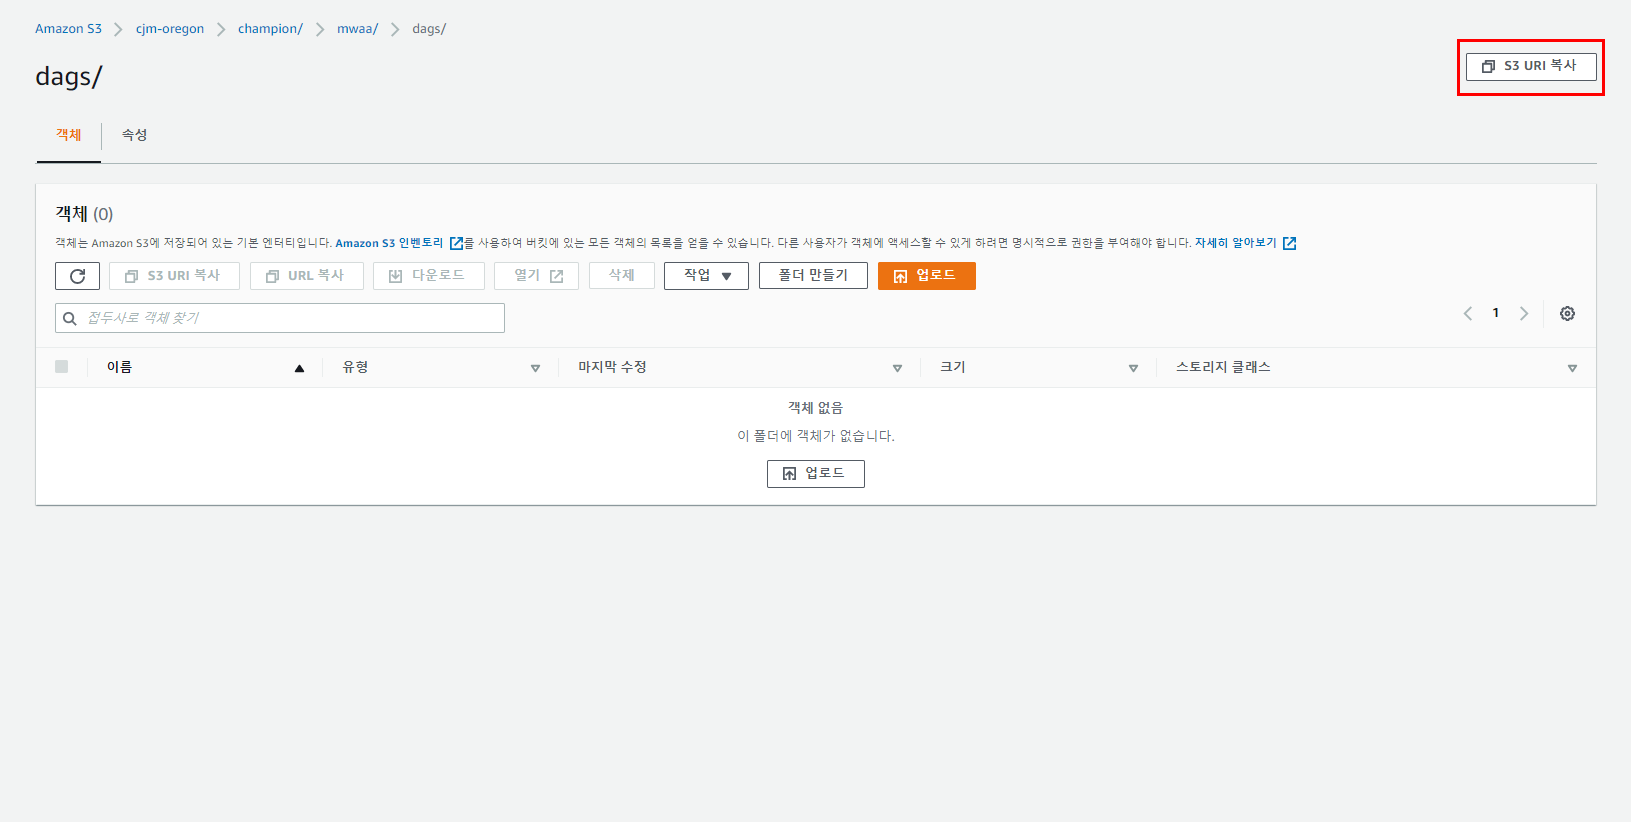 Amazon S3 > cjm-oregon > champion/ > mwaa/ > dags/
dags/
S3 URI 복사
객체 속성
객체 (0)
객체는 Amazon S3에 저장되어 있는 기본 엔터티입니다. Amazon S3 인벤토리 를 사용하여 버킷에 있는 모든 객체의 목록을 얻을 수 있습니다. 다른 사용자가 객체에 액세스할 수 있게 하려면 명시적으로 권한을 부여해야 합니다. 자세히 알아보기
S3 URI 복사 URL 복사 다운로드 열기 삭제 작업 폴더 만들기 업로드
접두사로 객체 찾기
1
이름 유형 마지막 수정 크기 스토리지 클래스
객체 없음
이 폴더에 객체가 없습니다.
업로드